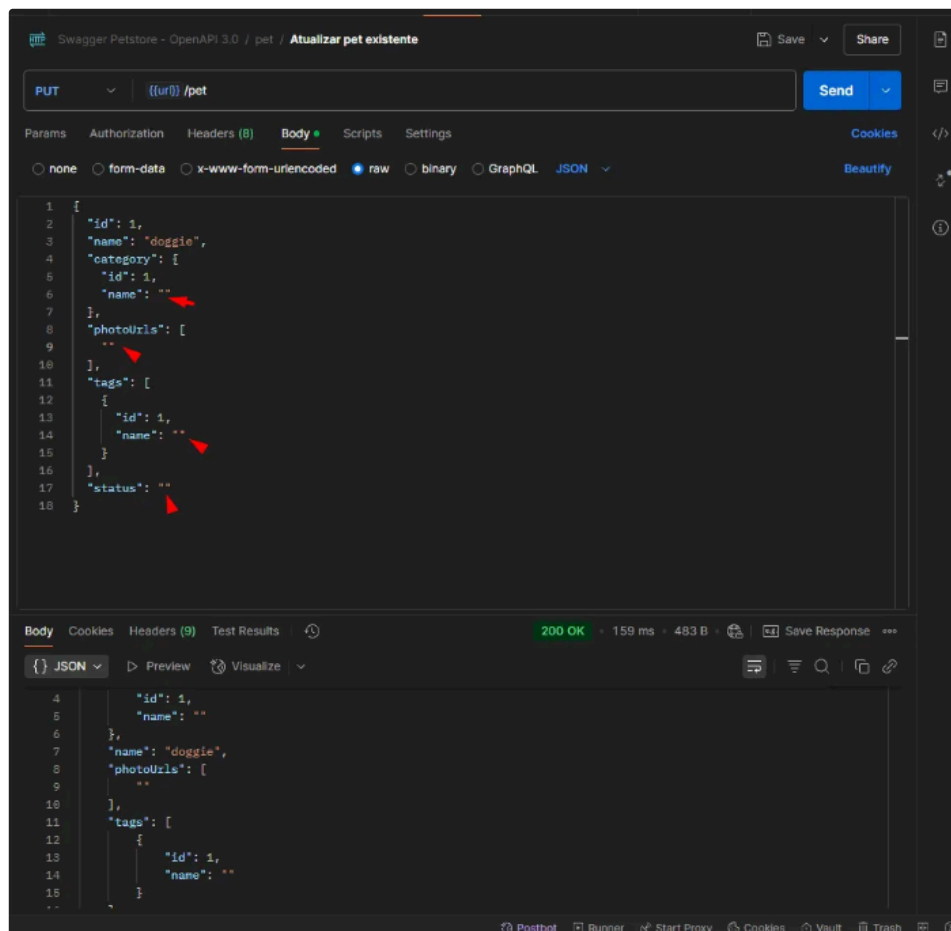 Swagger Petstore - OpenAPI 3.0 / pet / Atualizar pet existente
Save
Share
PUT
{{url}} /pet
Send
Params Authorization Headers (8) Body Scripts Settings Cookies
none form-data x-www-form-urlencoded raw binary GraphQL JSON Beautify
1 {
2 "id": 1,
3 "name": "doggie",
4 "category": {
5 "id": 1,
6 "name": ""
7 },
8 "photoUrls": [
9 ""
10 ],
11 "tags": [
12 {
13 "id": 1,
14 "name": ""
15 }
16 ],
17 "status": ""
18 }
Body Cookies Headers (9) Test Results 200 OK 159 ms 483 B Save Response
{} JSON Preview Visualize
4 "id": 1,
5 "name": ""
6 },
7 "name": "doggie",
8 "photoUrls": [
9 ""
10 ],
11 "tags": [
12 {
13 "id": 1,
14 "name": ""
15 }
Postbot Runner Start Proxy Cookies Vault Trash